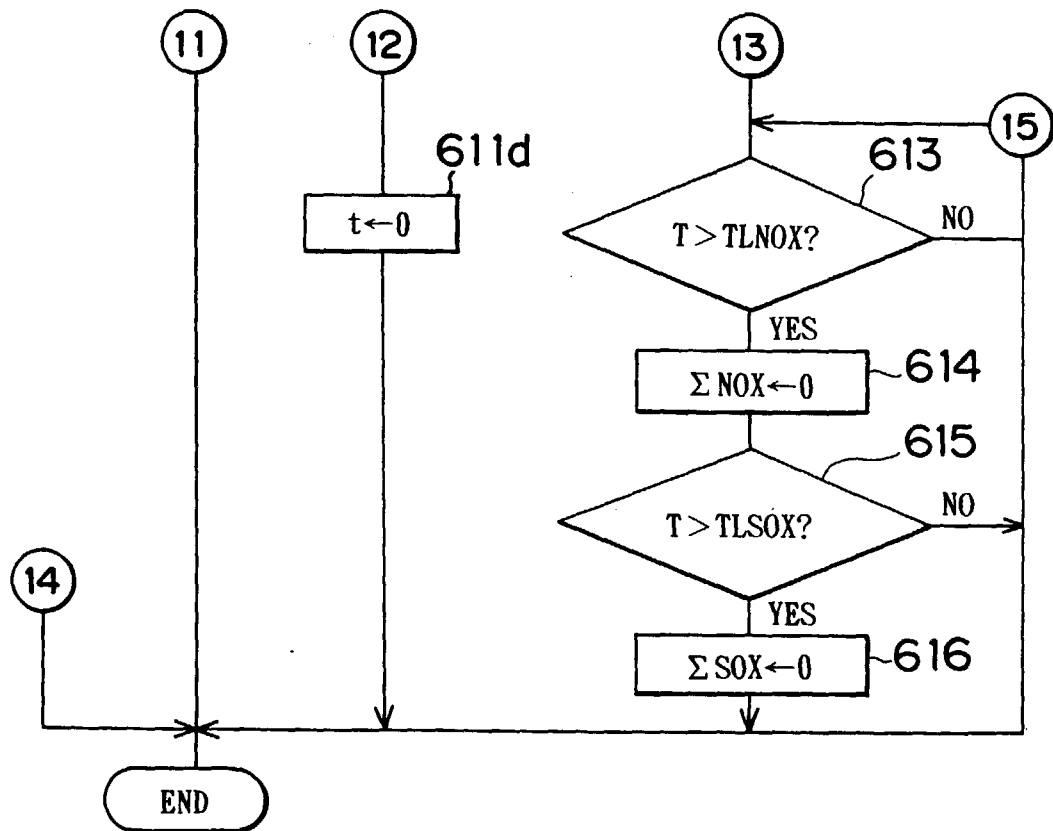 11
12
13
15
611d
t←0
613
T>TLNOX?
NO
YES
ΣNOX←0
614
615
T>TLSOX?
NO
14
YES
ΣSOX←0
616
END